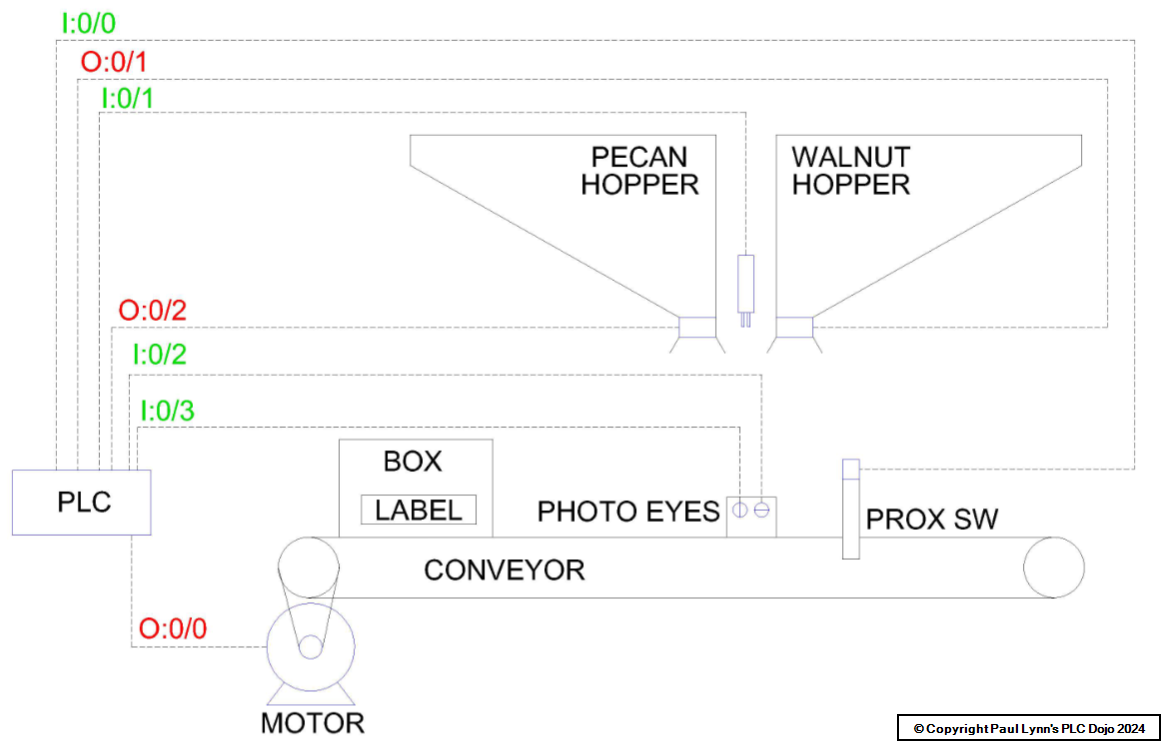 I:0/0
O:0/1
I:0/1
PECAN
HOPPER
WALNUT
HOPPER
O:0/2
I:0/2
I:0/3
BOX
LABEL
PLC
PHOTO EYES
PROX SW
CONVEYOR
O:0/0
MOTOR
© Copyright Paul Lynn's PLC Dojo 2024